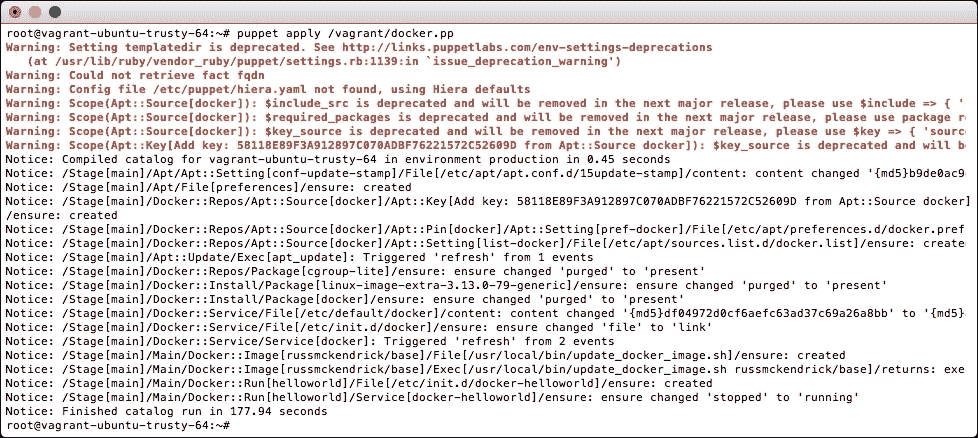 root@vagrant-ubuntu-trusty-64:~# puppet apply /vagrant/docker.pp
Warning: Setting templatedir is deprecated. See http://links.puppetlabs.com/env-settings-deprecations
   (at /usr/lib/ruby/vendor_ruby/puppet/settings.rb:1139:in `issue_deprecation_warning')
Warning: Could not retrieve fact fqdn
Warning: Config file /etc/puppet/hiera.yaml not found, using Hiera defaults
Warning: Scope(Apt::Source[docker]): $include_src is deprecated and will be removed in the next major release, please use $include => { '
Warning: Scope(Apt::Source[docker]): $required_packages is deprecated and will be removed in the next major release, please use package re
Warning: Scope(Apt::Source[docker]): $key_source is deprecated and will be removed in the next major release, please use $key => { 'source
Warning: Scope(Apt::Key[Add key: 58118E89F3A912897C070ADBF76221572C52609D from Apt::Source docker]): $key_source is deprecated and will be
Notice: Compiled catalog for vagrant-ubuntu-trusty-64 in environment production in 0.45 seconds
Notice: /Stage[main]/Apt/Apt::Setting[conf-update-stamp]/File[/etc/apt/apt.conf.d/15update-stamp]/content: content changed '{md5}b9de0ac9
Notice: /Stage[main]/Apt/File[preferences]/ensure: created
Notice: /Stage[main]/Docker::Repos/Apt::Source[docker]/Apt::Key[Add key: 58118E89F3A912897C070ADBF76221572C52609D from Apt::Source docker]
/ensure: created
Notice: /Stage[main]/Docker::Repos/Apt::Source[docker]/Apt::Pin[docker]/Apt::Setting[pref-docker]/File[/etc/apt/preferences.d/docker.pref
Notice: /Stage[main]/Docker::Repos/Apt::Source[docker]/Apt::Setting[list-docker]/File[/etc/apt/sources.list.d/docker.list]/ensure: create
Notice: /Stage[main]/Apt::Update/Exec[apt_update]: Triggered 'refresh' from 1 events
Notice: /Stage[main]/Docker::Repos/Package[cgroup-lite]/ensure: ensure changed 'purged' to 'present'
Notice: /Stage[main]/Docker::Install/Package[linux-image-extra-3.13.0-79-generic]/ensure: ensure changed 'purged' to 'present'
Notice: /Stage[main]/Docker::Install/Package[docker]/ensure: ensure changed 'purged' to 'present'
Notice: /Stage[main]/Docker::Service/File[/etc/default/docker]/content: content changed '{md5}df04972d0cf6aefc63ad37c69a26a8bb' to '{md5}
Notice: /Stage[main]/Docker::Service/File[/etc/init.d/docker]/ensure: ensure changed 'file' to 'link'
Notice: /Stage[main]/Docker::Service/Service[docker]: Triggered 'refresh' from 2 events
Notice: /Stage[main]/Main/Docker::Image[russmckendrick/base]/File[/usr/local/bin/update_docker_image.sh]/ensure: created
Notice: /Stage[main]/Main/Docker::Image[russmckendrick/base]/Exec[/usr/local/bin/update_docker_image.sh russmckendrick/base]/returns: exe
Notice: /Stage[main]/Main/Docker::Run[helloworld]/File[/etc/init.d/docker-helloworld]/ensure: created
Notice: /Stage[main]/Main/Docker::Run[helloworld]/Service[docker-helloworld]/ensure: ensure changed 'stopped' to 'running'
Notice: Finished catalog run in 177.94 seconds
root@vagrant-ubuntu-trusty-64:~#